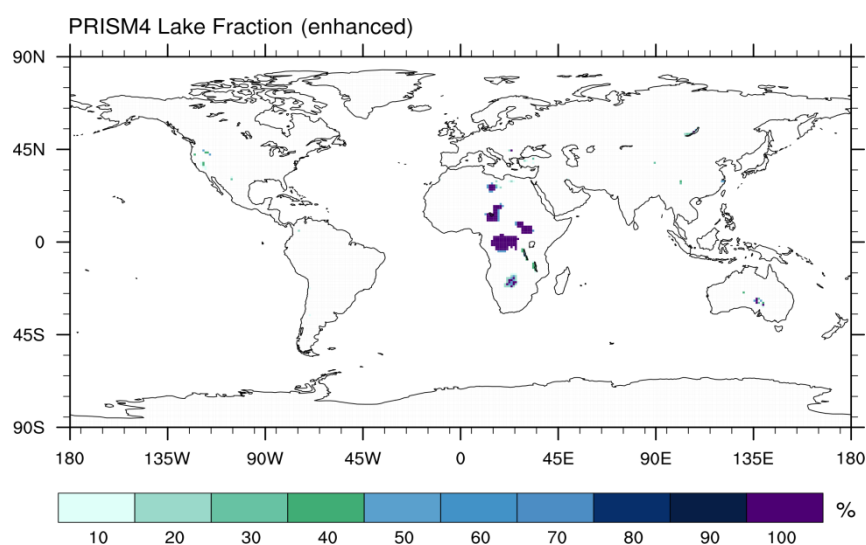 PRISM4 Lake Fraction (enhanced)
90N
45N
0
45S
90S
180 135W 90W 45W 0 45E 90E 135E 180
%
10 20 30 40 50 60 70 80 90 100